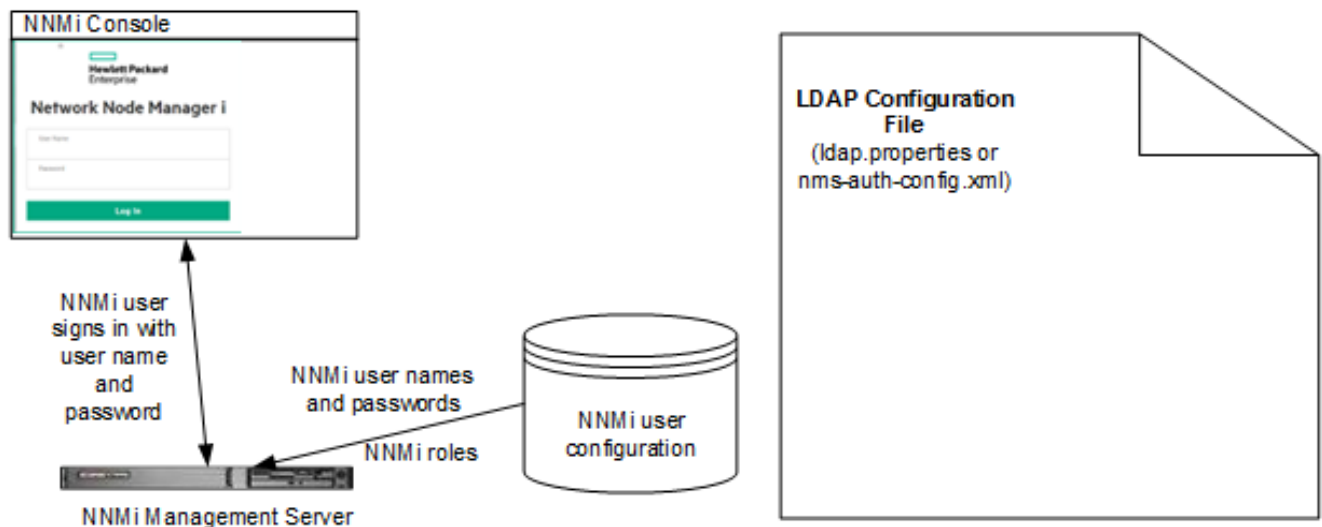 NNMi Console
Hewlett Packard
Enterprise
Network Node Manager i
User Name
Password
Log In
NNMi user
signs in with
user name
and
password
NNMi user names
and passwords
NNMi roles
NNMi user
configuration
NNMi Management Server
LDAP Configuration
File
(ldap.properties or
nms-auth-config.xml)